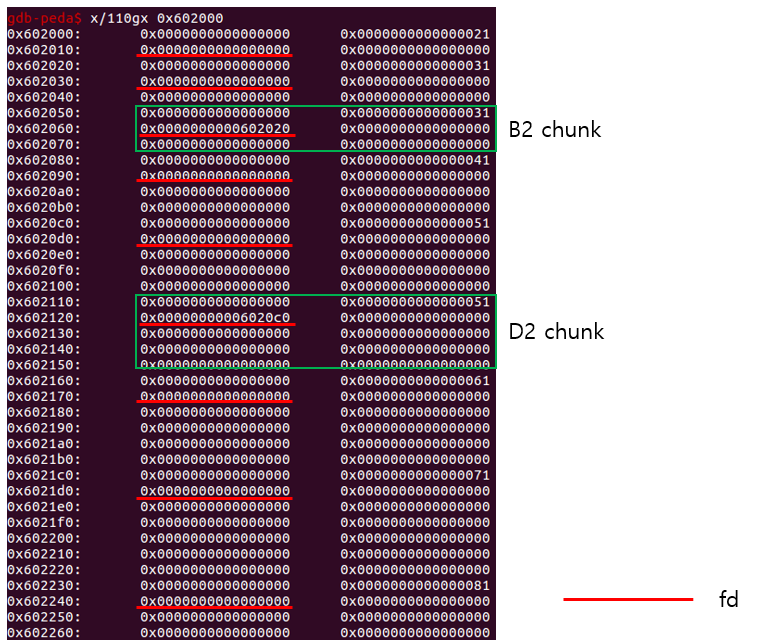 gdb-peda$ x/110gx 0x602000
0x602000: 0x0000000000000000 0x0000000000000021
0x602010: 0x0000000000000000 0x0000000000000000
0x602020: 0x0000000000000000 0x0000000000000031
0x602030: 0x0000000000000000 0x0000000000000000
0x602040: 0x0000000000000000 0x0000000000000000
0x602050: 0x0000000000000000 0x0000000000000031
0x602060: 0x0000000000602020 0x0000000000000000
B2 chunk
0x602070: 0x0000000000000000 0x0000000000000000
0x602080: 0x0000000000000000 0x0000000000000041
0x602090: 0x0000000000000000 0x0000000000000000
0x6020a0: 0x0000000000000000 0x0000000000000000
0x6020b0: 0x0000000000000000 0x0000000000000000
0x6020c0: 0x0000000000000000 0x0000000000000051
0x6020d0: 0x0000000000000000 0x0000000000000000
0x6020e0: 0x0000000000000000 0x0000000000000000
0x6020f0: 0x0000000000000000 0x0000000000000000
0x602100: 0x0000000000000000 0x0000000000000000
0x602110: 0x0000000000000000 0x0000000000000051
0x602120: 0x00000000006020c0 0x0000000000000000
0x602130: 0x0000000000000000 0x0000000000000000
D2 chunk
0x602140: 0x0000000000000000 0x0000000000000000
0x602150: 0x0000000000000000 0x0000000000000000
0x602160: 0x0000000000000000 0x0000000000000061
0x602170: 0x0000000000000000 0x0000000000000000
0x602180: 0x0000000000000000 0x0000000000000000
0x602190: 0x0000000000000000 0x0000000000000000
0x6021a0: 0x0000000000000000 0x0000000000000000
0x6021b0: 0x0000000000000000 0x0000000000000000
0x6021c0: 0x0000000000000000 0x0000000000000071
0x6021d0: 0x0000000000000000 0x0000000000000000
0x6021e0: 0x0000000000000000 0x0000000000000000
0x6021f0: 0x0000000000000000 0x0000000000000000
0x602200: 0x0000000000000000 0x0000000000000000
0x602210: 0x0000000000000000 0x0000000000000000
0x602220: 0x0000000000000000 0x0000000000000000
0x602230: 0x0000000000000000 0x0000000000000081
0x602240: 0x0000000000000000 0x0000000000000000
fd
0x602250: 0x0000000000000000 0x0000000000000000
0x602260: 0x0000000000000000 0x0000000000000000